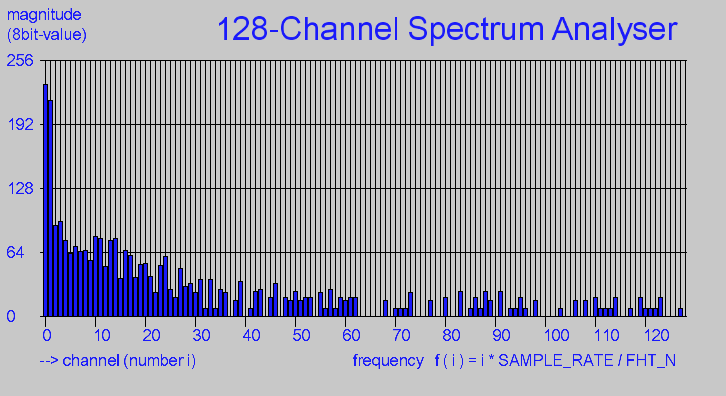 magnitude
(8bit-value)
128-Channel Spectrum Analyser
256
192
128
64
0
0 10 20 30 40 50 60 70 80 90 100 110 120
--> channel (number i)
frequency f ( i ) = i * SAMPLE_RATE / FHT_N